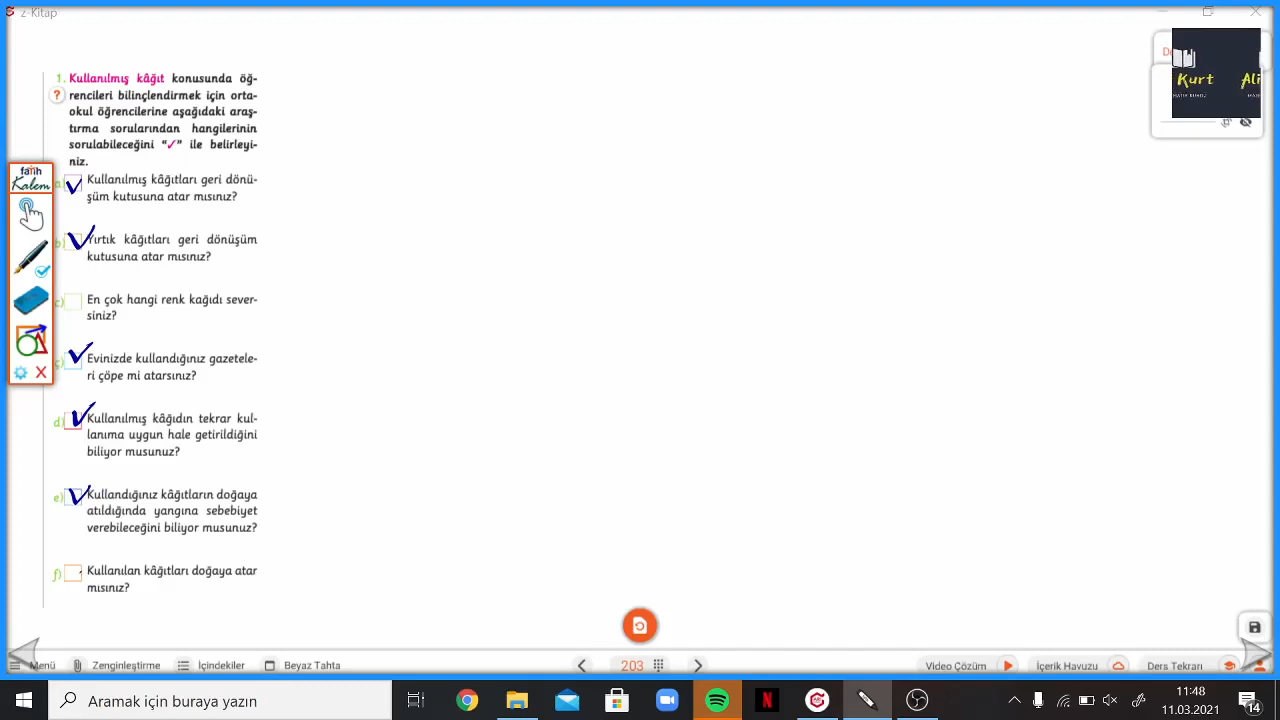 z-Kitap
Kurt Ali
1. Kullanılmış kâğıt konusunda öğ-
? rencileri bilinçlendirmek için orta-
okul öğrencilerine aşağıdaki araş-
tırma sorularından hangilerinin
sorulabileceğini “✓” ile belirleyi-
niz.
fatih
Kalem
a) Kullanılmış kâğıtları geri dönü-
şüm kutusuna atar mısınız?
b) Yırtık kâğıtları geri dönüşüm
kutusuna atar mısınız?
c) En çok hangi renk kağıdı sever-
siniz?
ç) Evinizde kullandığınız gazetele-
ri çöpe mi atarsınız?
d) Kullanılmış kâğıdın tekrar kul-
lanıma uygun hale getirildiğini
biliyor musunuz?
e) Kullandığınız kâğıtların doğaya
atıldığında yangına sebebiyet
verebileceğini biliyor musunuz?
f) Kullanılan kâğıtları doğaya atar
mısınız?
Menü Zenginleştirme İçindekiler Beyaz Tahta 203 Video Çözüm İçerik Havuzu Ders Tekrarı
Aramak için buraya yazın
11:48
11.03.2021
14